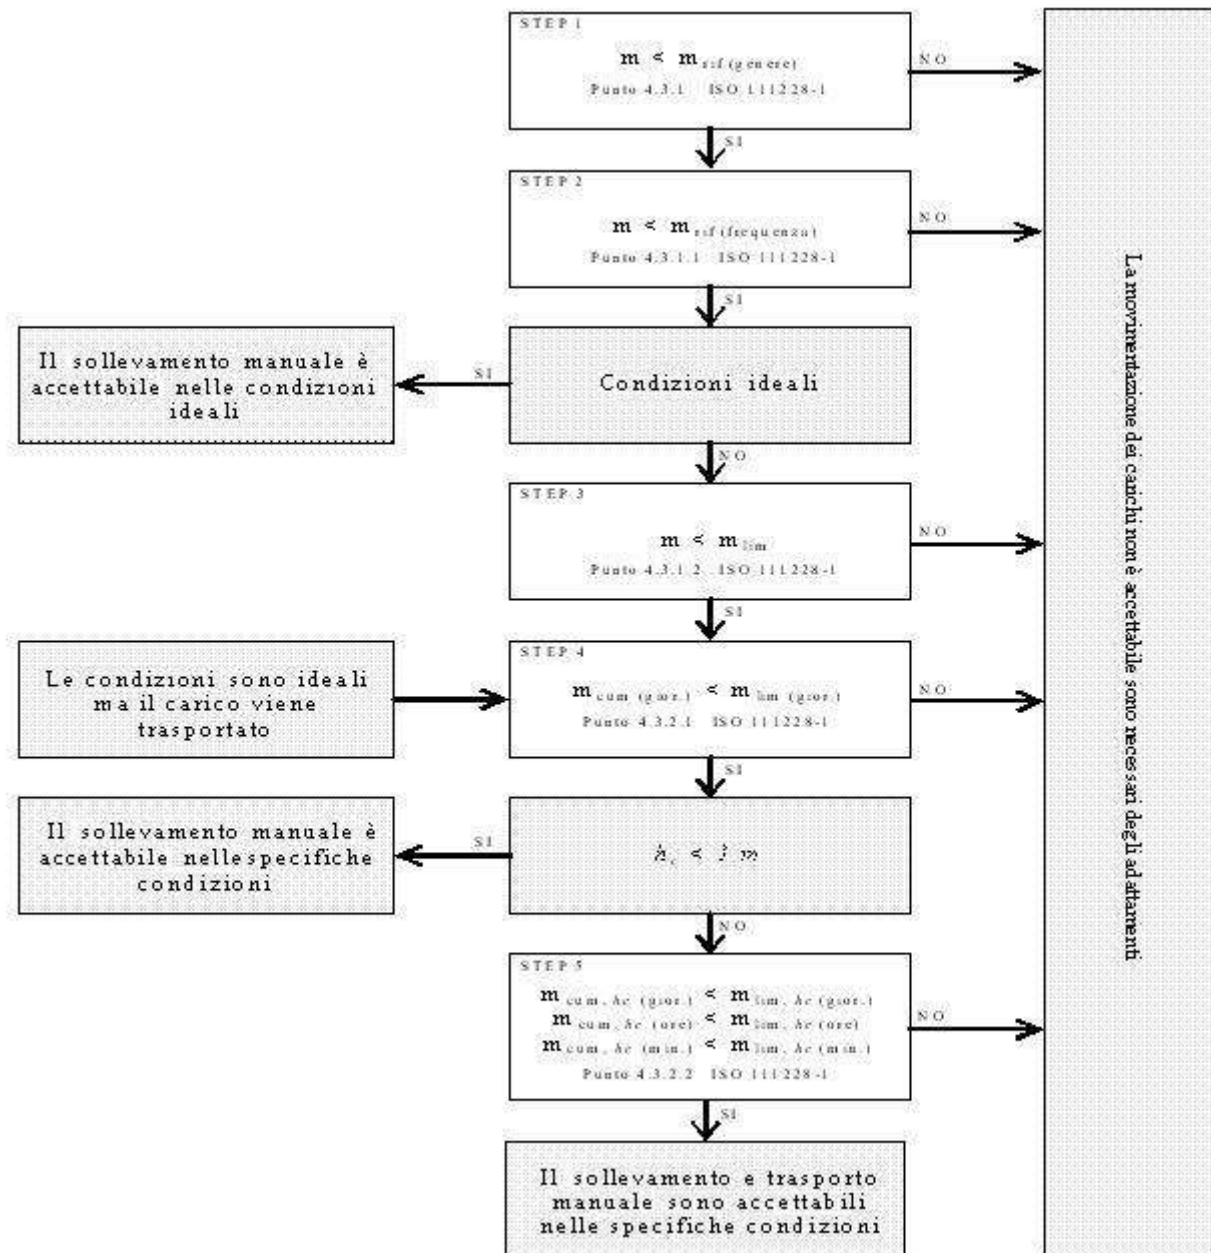 STEP 1
m < m rif (genere)
Punto 4.3.1 ISO 111228-1
NO
SI
STEP 2
m < m rif (frequenza)
Punto 4.3.1.1 ISO 111228-1
NO
SI
Il sollevamento manuale è
accettabile nelle condizioni
ideali
SI
Condizioni ideali
NO
STEP 3
m < m lim
Punto 4.3.1.2 ISO 111228-1
NO
SI
Le condizioni sono ideali
ma il carico viene
trasportato
STEP 4
m cum (gior.) < m lim (gior.)
Punto 4.3.2.1 ISO 111228-1
NO
SI
Il sollevamento manuale è
accettabile nelle specifiche
condizioni
SI
h c < m
NO
STEP 5
m cum, hc (gior.) < m lim, hc (gior.)
m cum, hc (ore) < m lim, hc (ore)
m cum, hc (min.) < m lim, hc (min.)
Punto 4.3.2.2 ISO 111228-1
NO
SI
Il sollevamento e trasporto
manuale sono accettabili
nelle specifiche condizioni
La movimentazione dei carichi non è accettabile sono necessari degli adattamenti